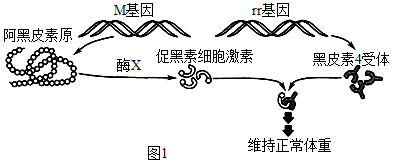 M基因 rr基因
阿黑皮素原
酶X
促黑素细胞激素
黑皮素4受体
维持正常体重
图1